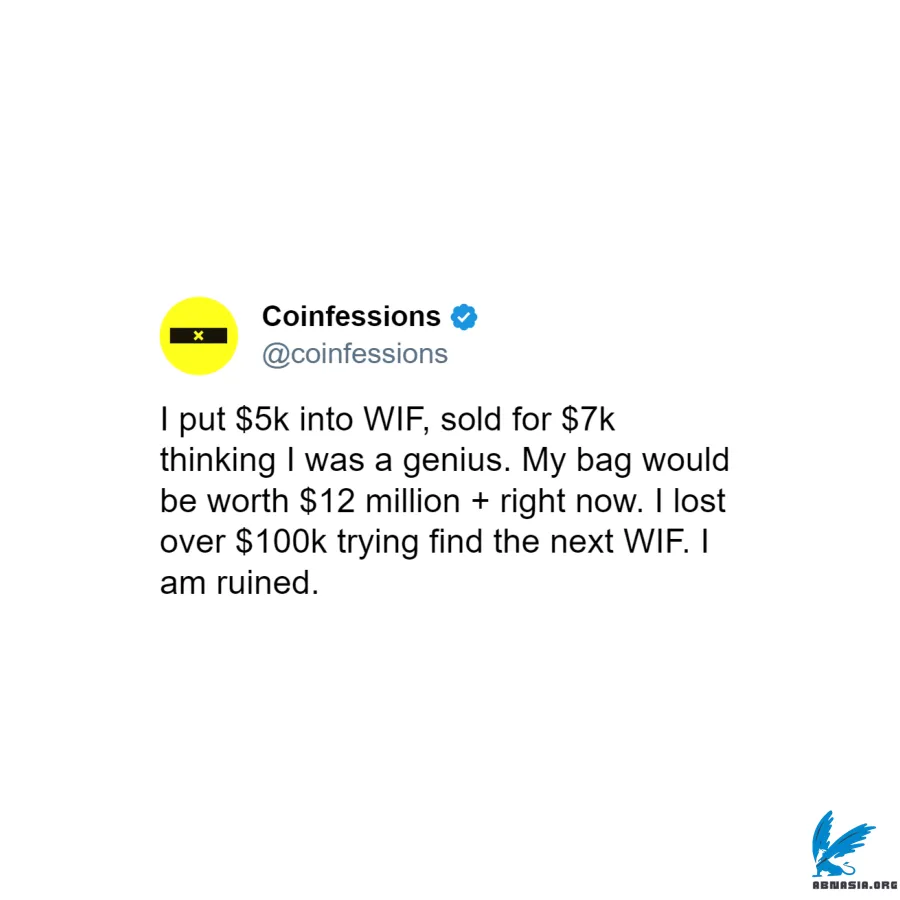 Coinfessions
@coinfessions
I put $5k into WIF, sold for $7k
thinking I was a genius. My bag would
be worth $12 million + right now. I lost
over $100k trying find the next WIF. I
am ruined.
ABNASIA.ORG